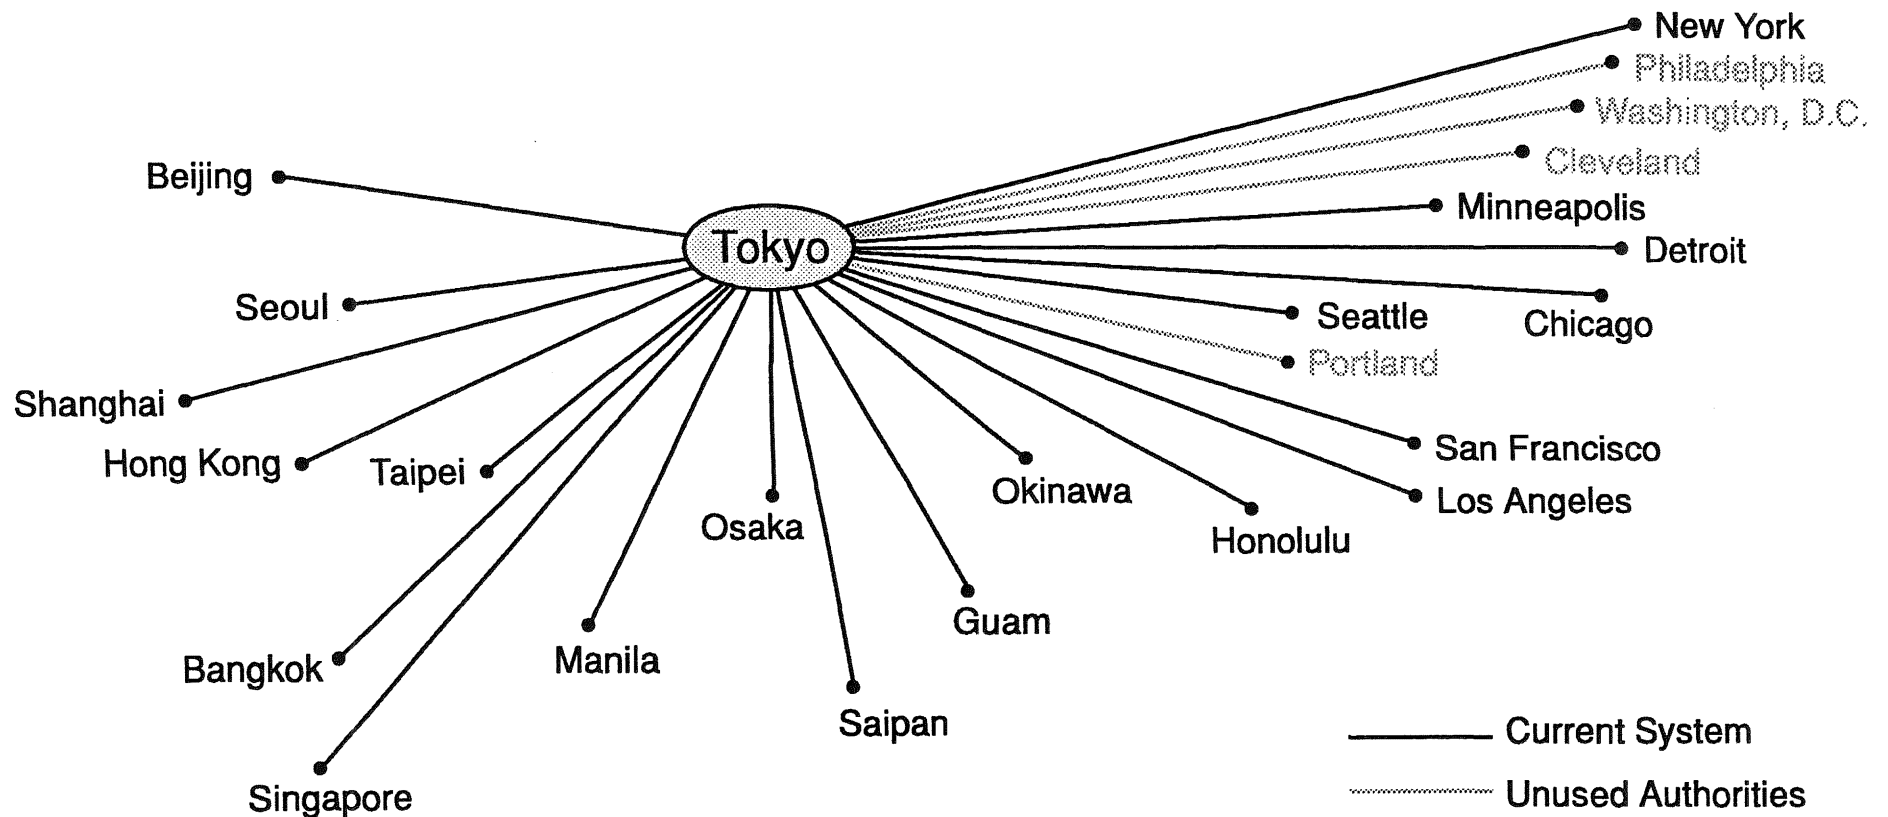 New York
Philadelphia
Washington, D.C.
Cleveland
Beijing
Minneapolis
Tokyo
Detroit
Seoul
Seattle
Chicago
Portland
Shanghai
San Francisco
Hong Kong
Taipei
Okinawa
Los Angeles
Osaka
Honolulu
Guam
Bangkok
Manila
Saipan
Current System
Singapore
Unused Authorities